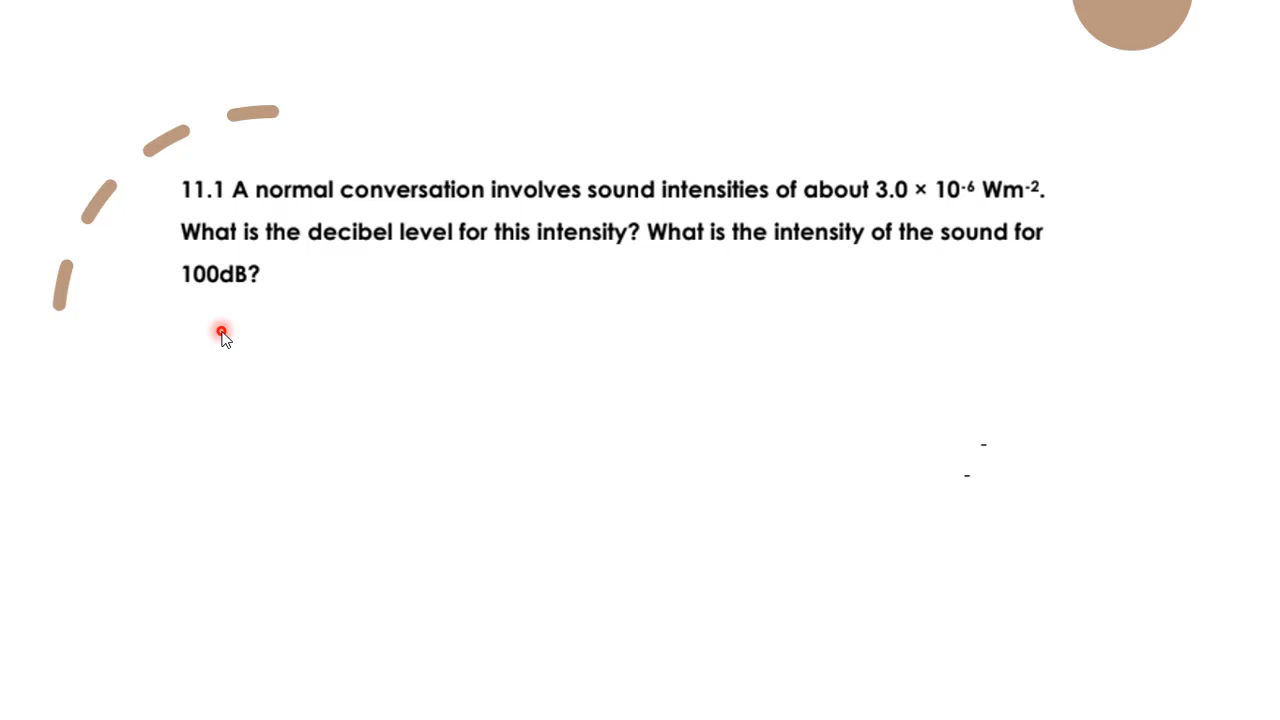 11.1 A normal conversation involves sound intensities of about 3.0 × 10⁻⁶ Wm⁻².
What is the decibel level for this intensity? What is the intensity of the sound for
100dB?
-
-